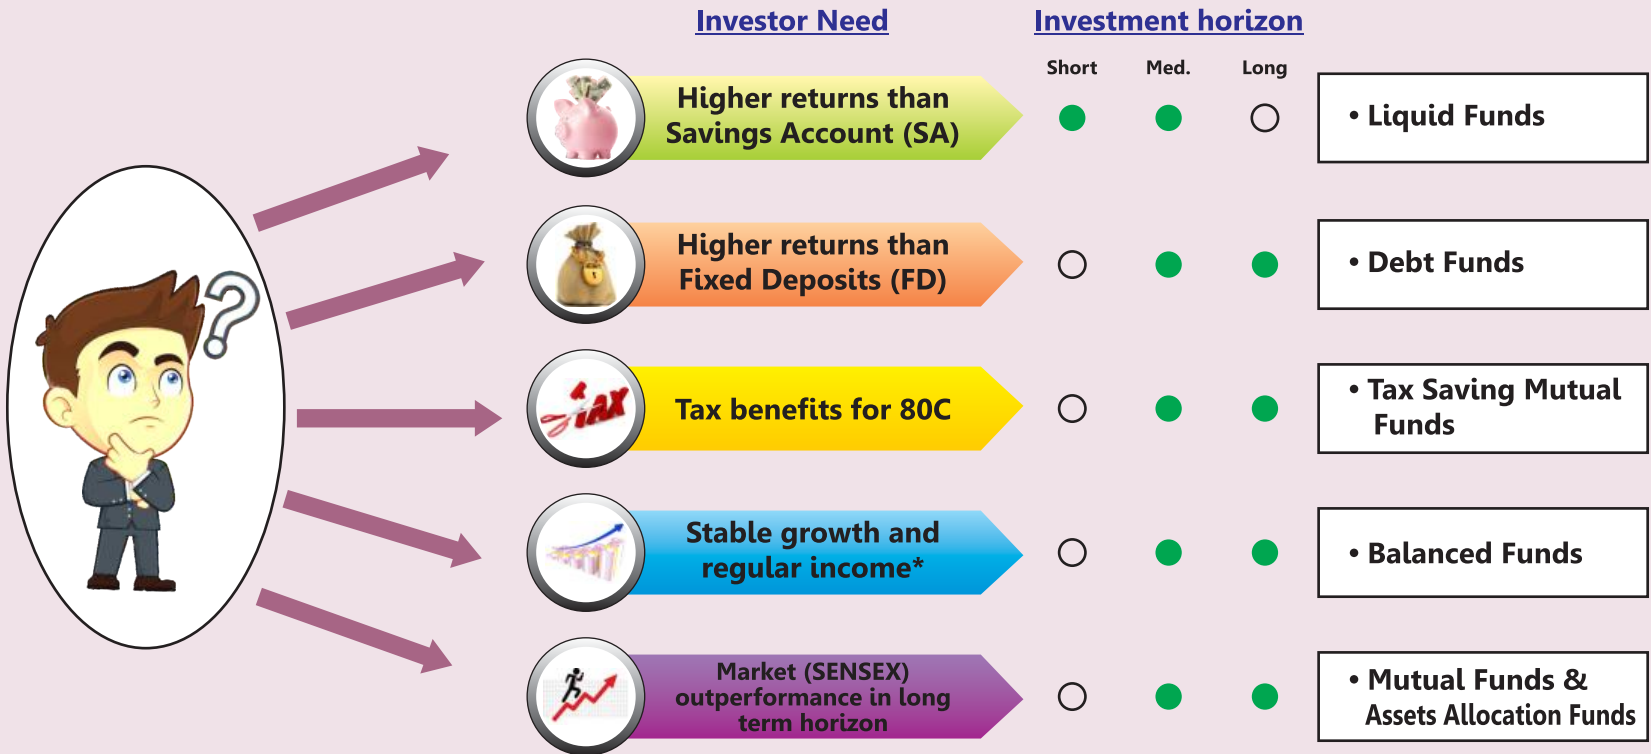 Investor Need
Investment horizon
Short Med. Long
Higher returns than
Savings Account (SA)
• Liquid Funds
Higher returns than
Fixed Deposits (FD)
• Debt Funds
TAX
Tax benefits for 80C
• Tax Saving Mutual
Funds
Stable growth and
regular income*
• Balanced Funds
Market (SENSEX)
outperformance in long
term horizon
• Mutual Funds &
Assets Allocation Funds
?